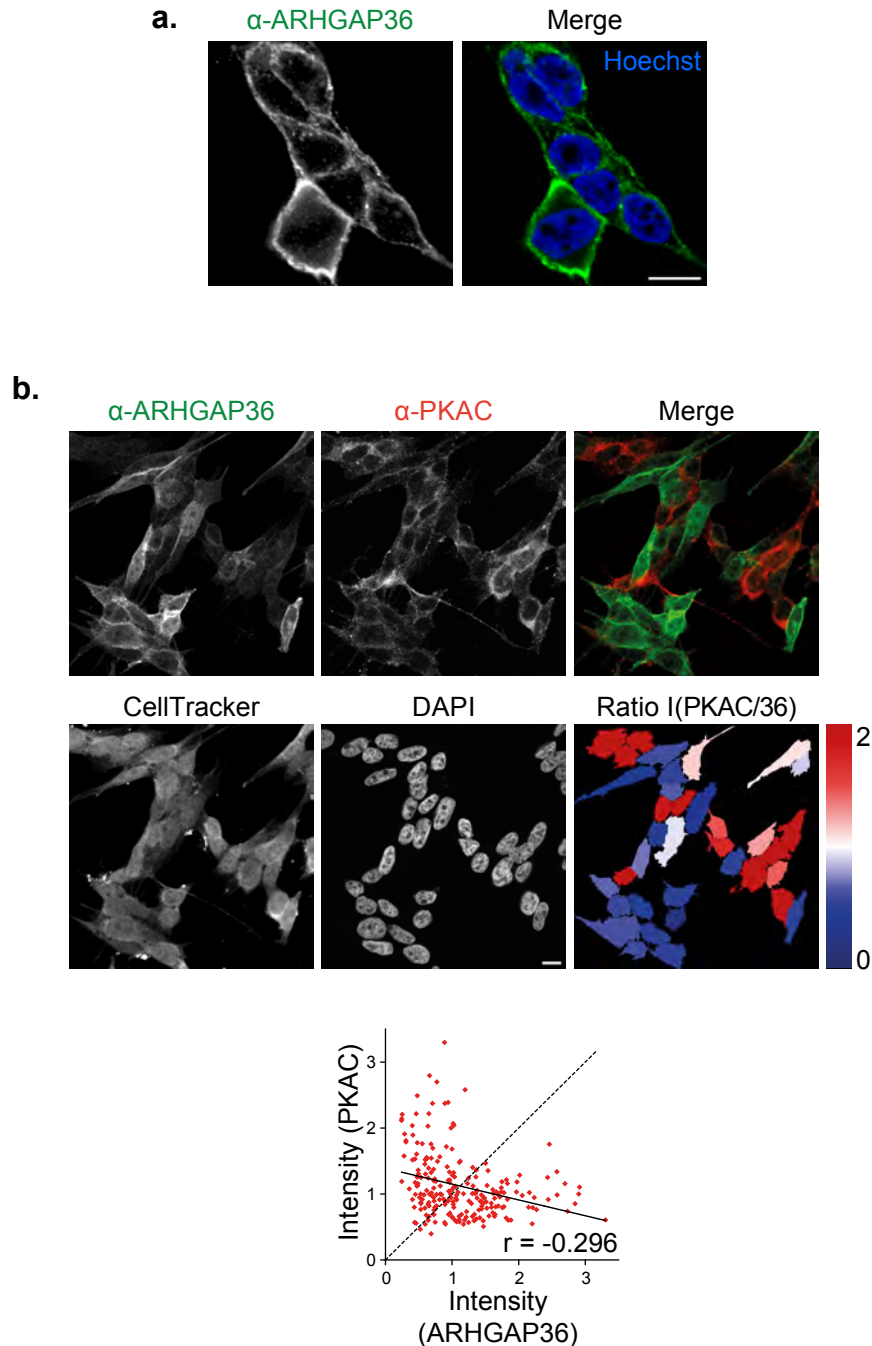 a.
α-ARHGAP36
Merge
Hoechst
b.
α-ARHGAP36
α-PKAC
Merge
CellTracker
DAPI
Ratio I(PKAC/36)
2
0
Intensity (PKAC)
3
2
1
0
0
1
2
3
r = -0.296
Intensity
(ARHGAP36)